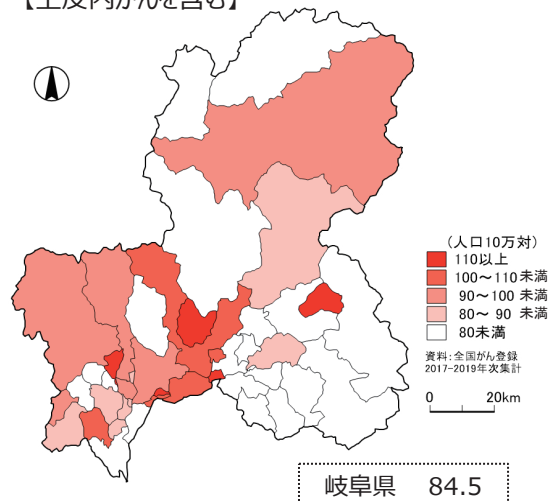 【上皮内がんを含む】
(人口10万対)
110以上
100～110 未満
90～100 未満
80～ 90 未満
80未満
資料：全国がん登録
2017-2019年次集計
0 20km
岐阜県 84.5